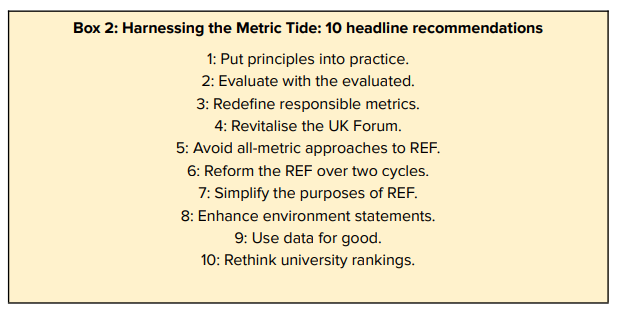 Box 2: Harnessing the Metric Tide: 10 headline recommendations
1: Put principles into practice.
2: Evaluate with the evaluated.
3: Redefine responsible metrics.
4: Revitalise the UK Forum.
5: Avoid all-metric approaches to REF.
6: Reform the REF over two cycles.
7: Simplify the purposes of REF.
8: Enhance environment statements.
9: Use data for good.
10: Rethink university rankings.